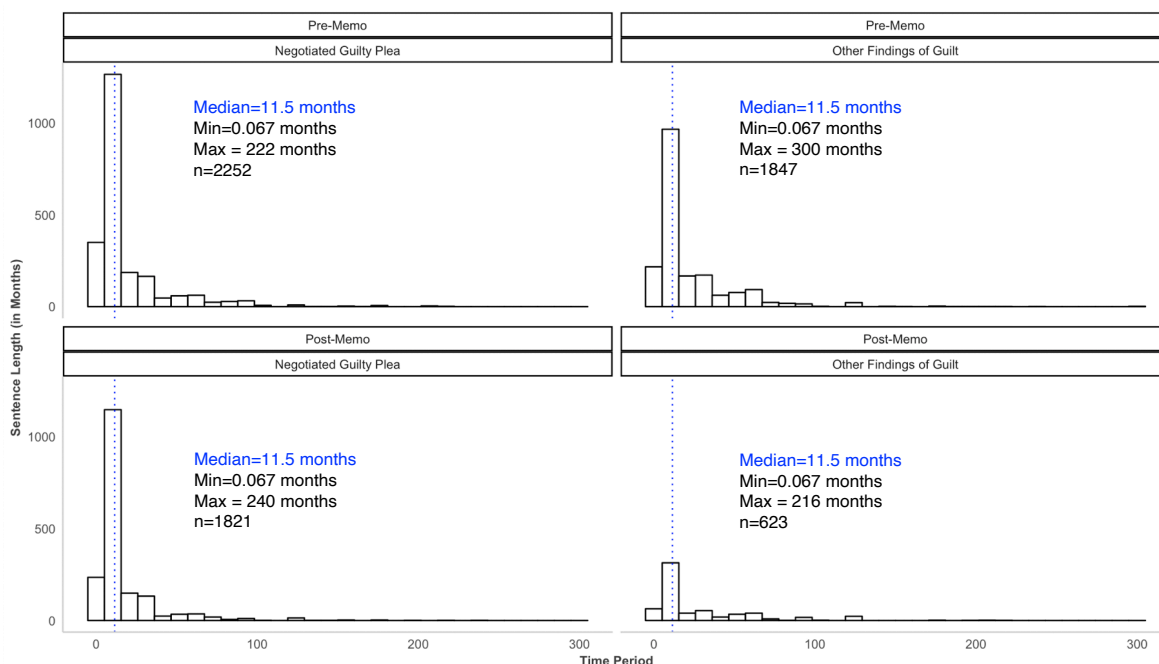 Pre-Memo
Negotiated Guilty Plea
Median=11.5 months
Min=0.067 months
Max = 222 months
n=2252
Pre-Memo
Other Findings of Guilt
Median=11.5 months
Min=0.067 months
Max = 300 months
n=1847
1000
500
0
Sentence Length (in Months)
Post-Memo
Negotiated Guilty Plea
Median=11.5 months
Min=0.067 months
Max = 240 months
n=1821
Post-Memo
Other Findings of Guilt
Median=11.5 months
Min=0.067 months
Max = 216 months
n=623
1000
500
0
0 100 200 300 0 100 200 300
Time Period